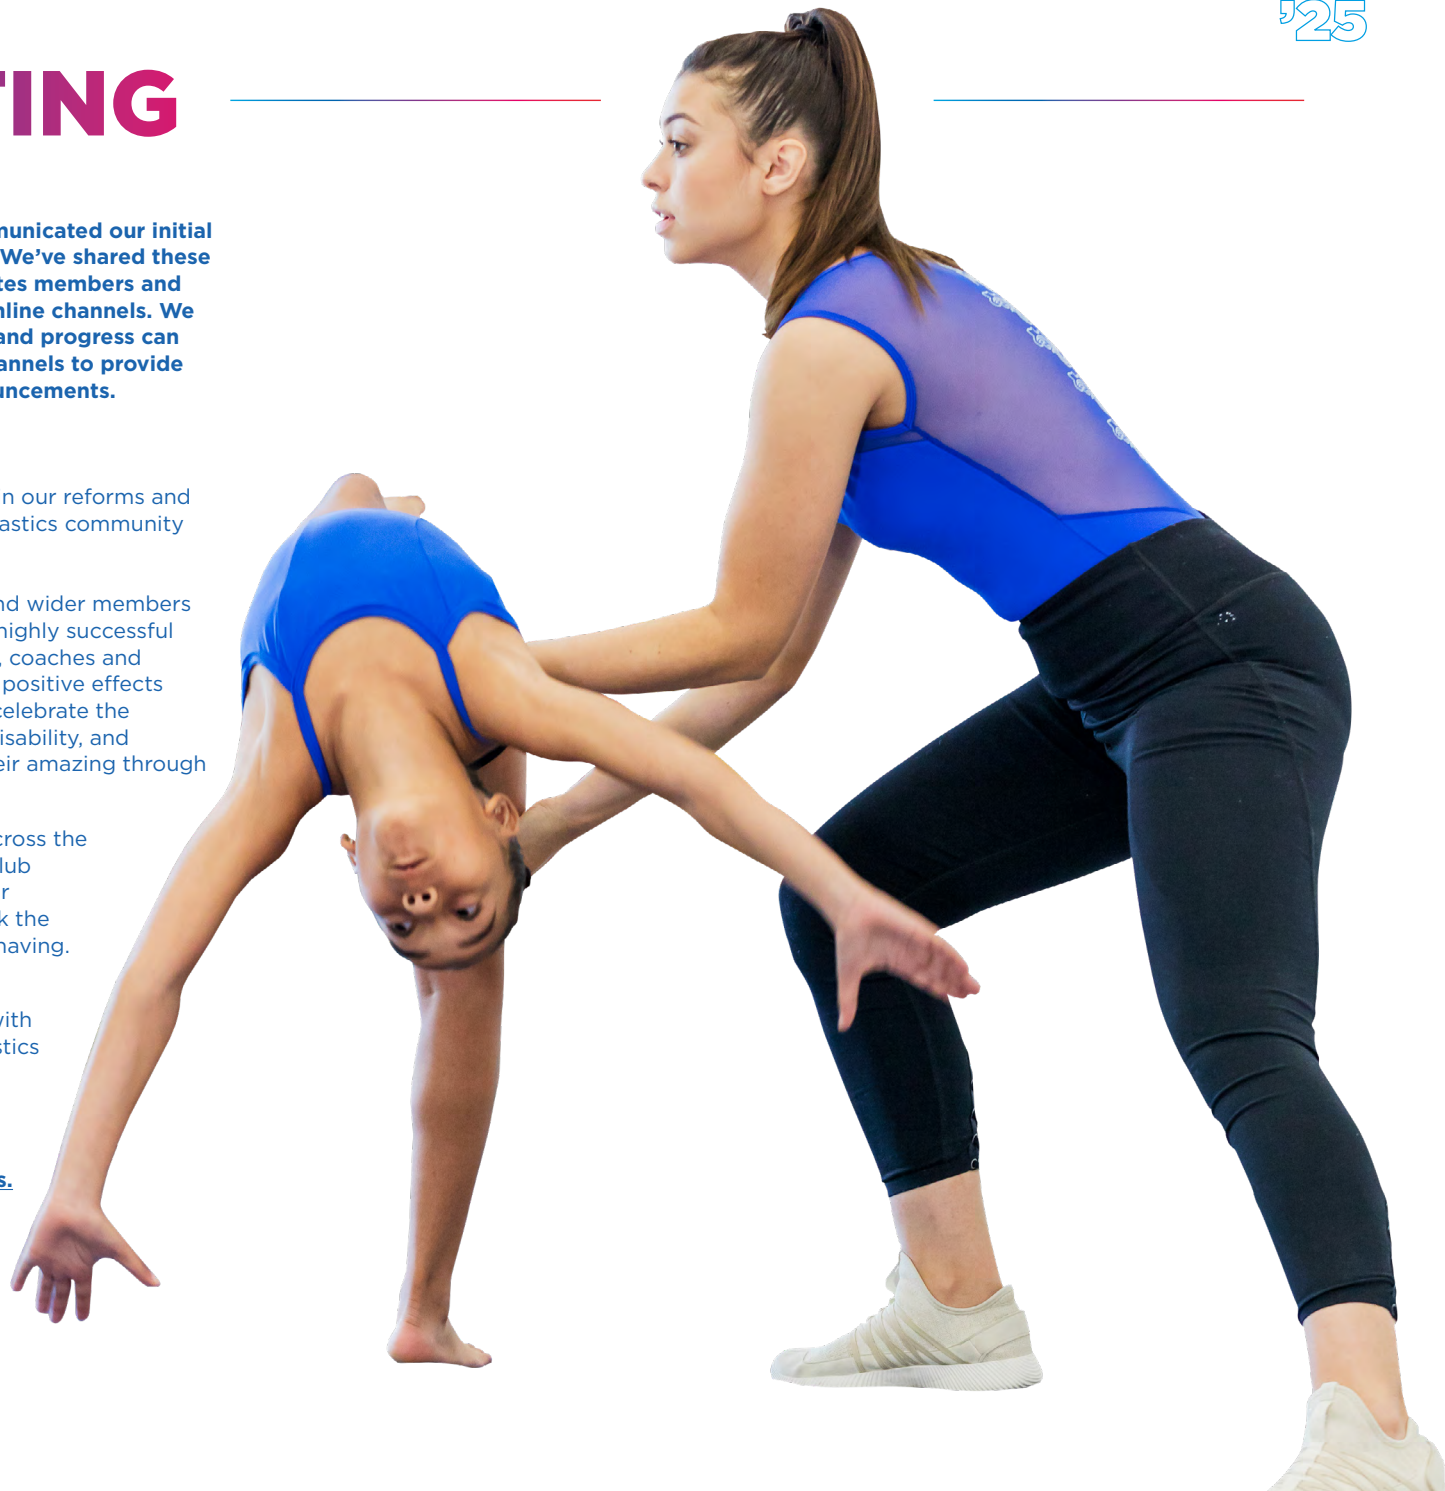 ’25
TING
municated our initial
We’ve shared these
tes members and
nline channels. We
and progress can
annels to provide
uncements.
n our reforms and
astics community
nd wider members
highly successful
, coaches and
positive effects
celebrate the
isability, and
eir amazing through
cross the
lub
r
k the
having.
with
stics
s.